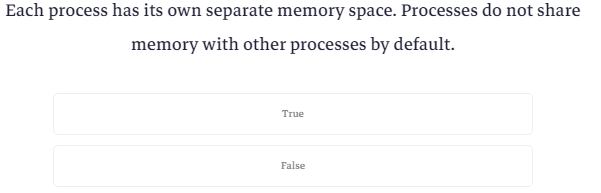 Each process has its own separate memory space. Processes do not share
memory with other processes by default.
True
False